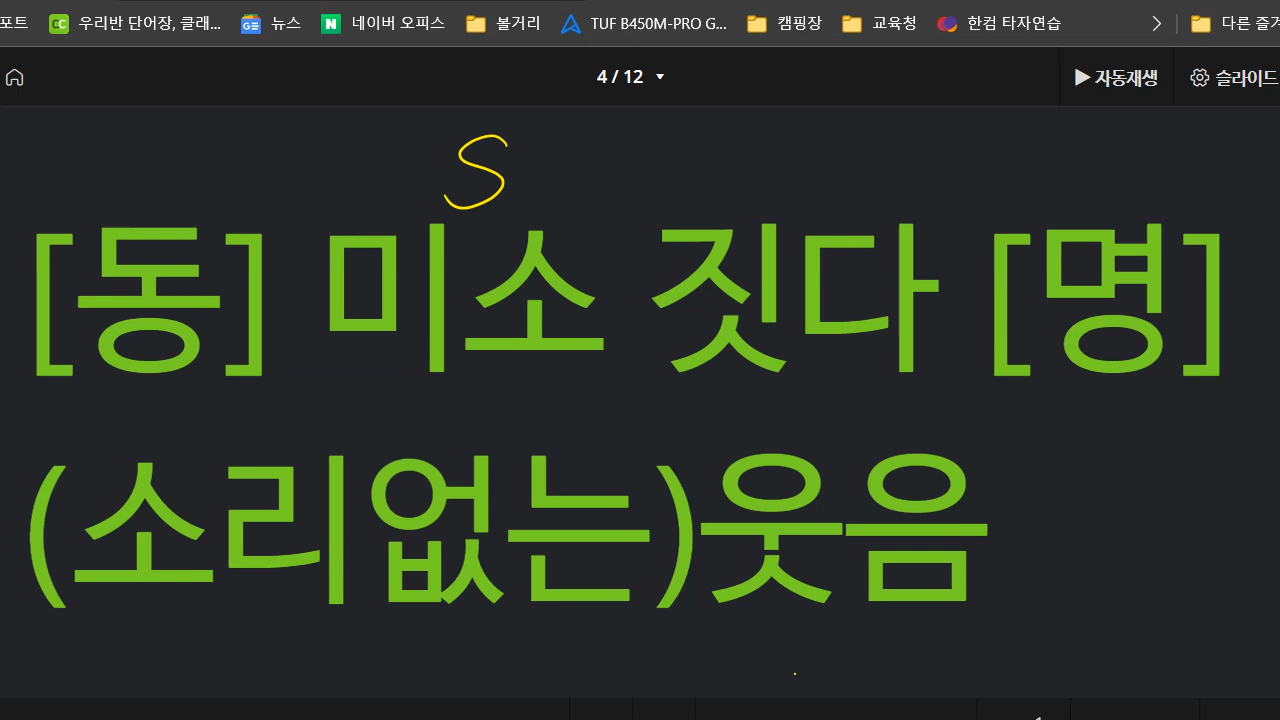 포트 우리반 단어장, 클래... 뉴스 네이버 오피스 볼거리 TUF B450M-PRO G... 캠핑장 교육청 한컴 타자연습 다른 즐겨
4 / 12 자동재생 슬라이드
S
[동] 미소 짓다 [명]
(소리없는)웃음